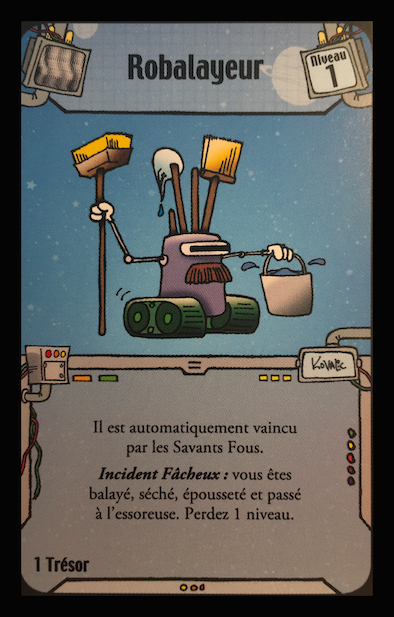 Robalayeur
Niveau
1
Kovalic
Il est automatiquement vaincu
par les Savants Fous.
Incident Fâcheux : vous êtes
balayé, séché, épousseté et passé
à l'essoreuse. Perdez 1 niveau.
1 Trésor